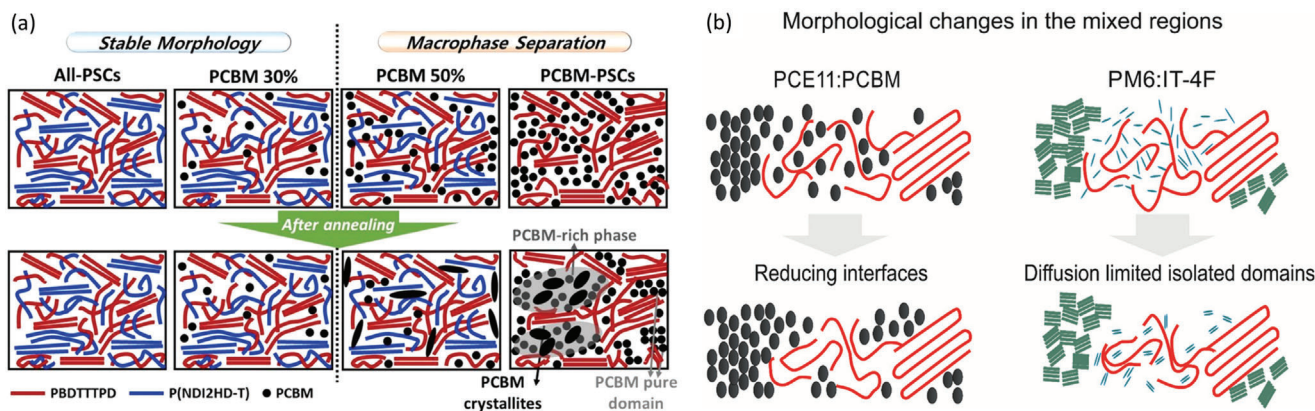 (a)
Stable Morphology
Macrophase Separation
All-PSCs
PCBM 30%
PCBM 50%
PCBM-PSCs
After annealing
PCBM-rich phase
PCBM
crystallites
PCBM pure
domain
PBDTTTPD
P(NDI2HD-T)
PCBM
(b)
Morphological changes in the mixed regions
PCE11:PCBM
PM6:IT-4F
Reducing interfaces
Diffusion limited isolated domains